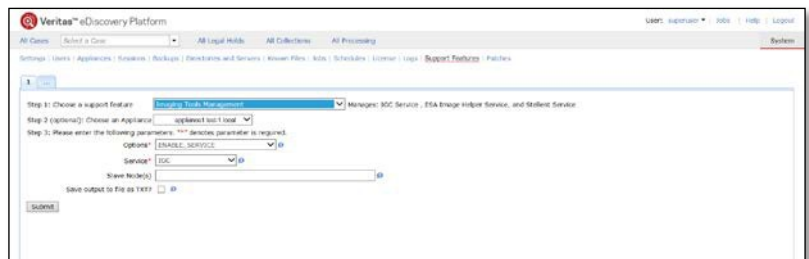 Veritas™ eDiscovery Platform
User: superuser | Jobs | Help | Logout
All Cases Select a Case All Legal Holds All Collections All Processing System
Settings | Users | Appliances | Sessions | Backups | Directories and Servers | Known Files | Jobs | Schedules | License | Logs | Support Features | Patches
1 ...
Step 1: Choose a support feature Imaging Tools Management Manages: IGC Service , ESA Image Helper Service, and Stellent Service
Step 2 (optional): Choose an Appliance
Step 3: Please enter the following parameters. "*" denotes parameter is required.
Options* ENABLE_SERVICE
Service* IGC
Slave Node(s)
Save output to file as TXT?
Submit